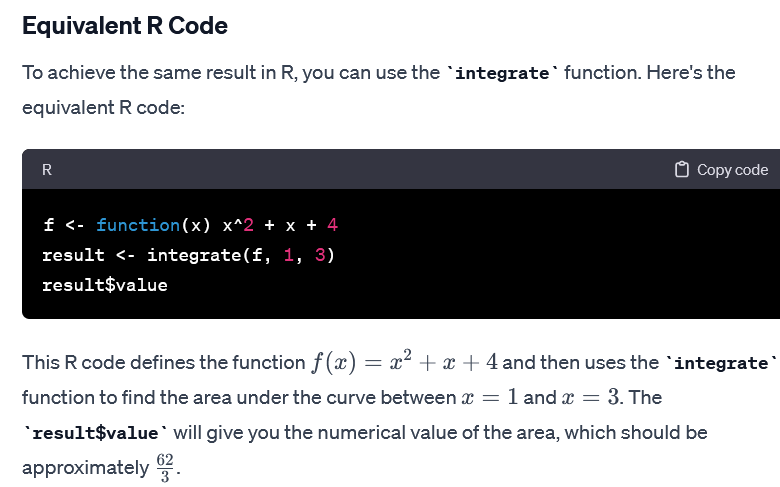 Equivalent R Code
To achieve the same result in R, you can use the `integrate` function. Here's the
equivalent R code:
R Copy code
f <- function(x) x^2 + x + 4
result <- integrate(f, 1, 3)
result$value
This R code defines the function f(x) = x² + x + 4 and then uses the `integrate`
function to find the area under the curve between x = 1 and x = 3. The
`result$value` will give you the numerical value of the area, which should be
approximately 62/3.